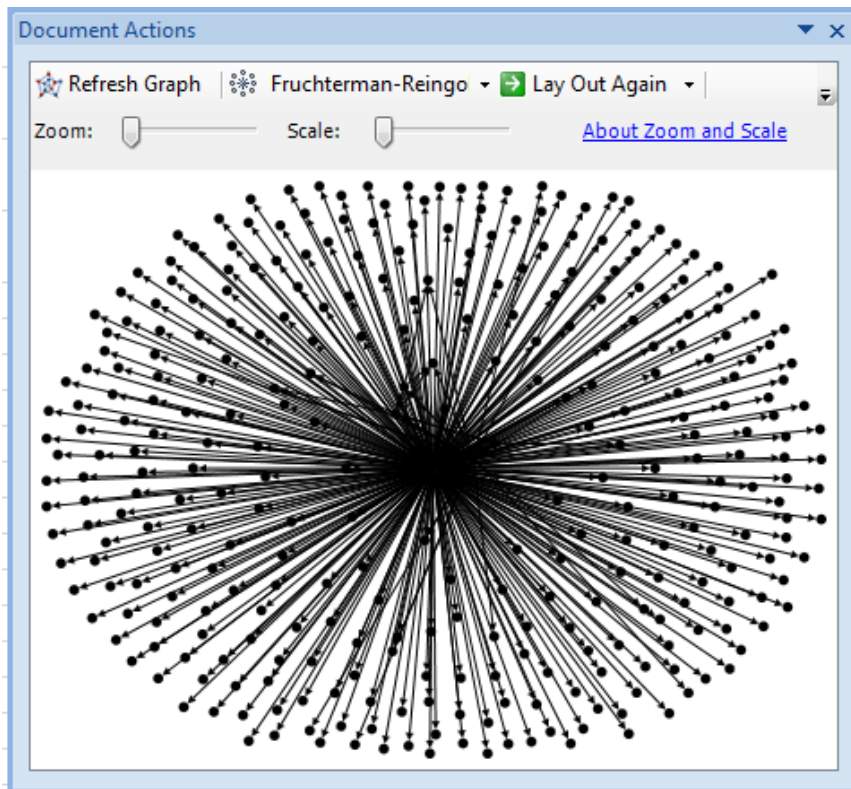 Document Actions
Refresh Graph Fruchterman-Reingo Lay Out Again
Zoom: Scale: About Zoom and Scale